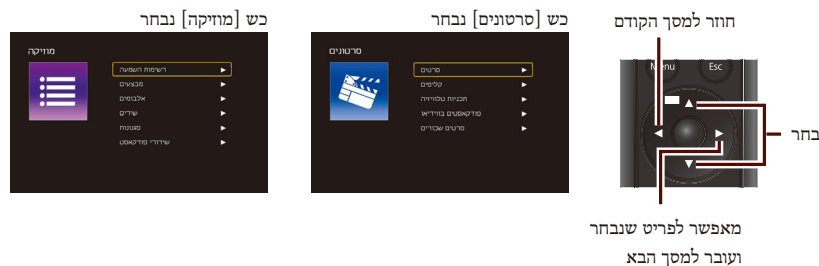 כש [מוזיקה] נבחר
מוזיקה
רשימות השמעה
מבצעים
אלבומים
שירים
סגנונות
שידורי פודקאסט
כש [סרטונים] נבחר
סרטונים
סרטים
קליפים
תכניות טלוויזיה
פודקאסטים בווידיאו
סרטים שכורים
חוזר למסך הקודם
Menu
Esc
בחר
מאפשר לפריט שנבחר
ועובר למסך הבא